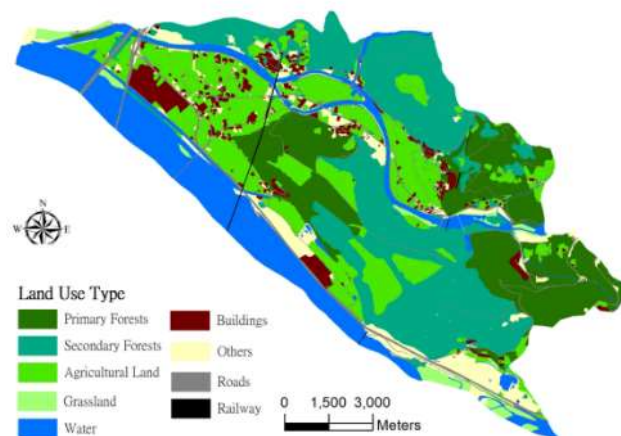 N
W E
S
Land Use Type
Primary Forests
Secondary Forests
Agricultural Land
Grassland
Water
Buildings
Others
Roads
Railway
0 1,500 3,000
Meters